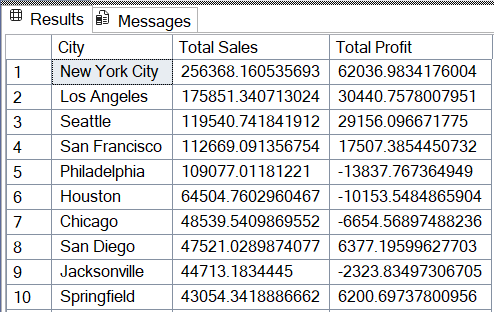 Results Messages
City Total Sales Total Profit
1 New York City 256368.160535693 62036.9834176004
2 Los Angeles 175851.340713024 30440.7578007951
3 Seattle 119540.741841912 29156.096671775
4 San Francisco 112669.091356754 17507.3854450732
5 Philadelphia 109077.01181221 -13837.767364949
6 Houston 64504.7602960467 -10153.5484865904
7 Chicago 48539.5409869552 -6654.56897488236
8 San Diego 47521.0289874077 6377.19599627703
9 Jacksonville 44713.1834445 -2323.83497306705
10 Springfield 43054.3418886662 6200.69737800956